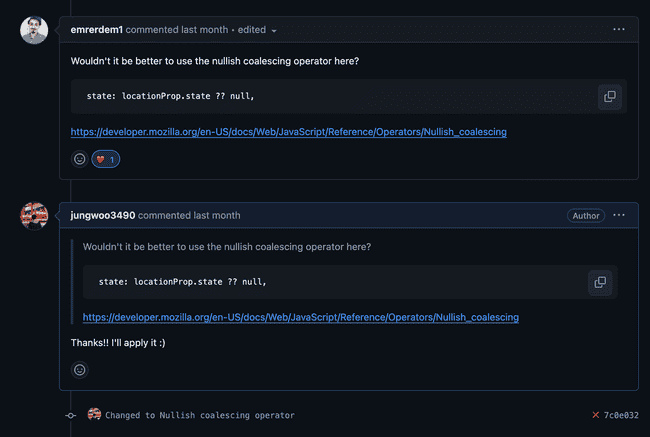 emrerdem1 commented last month • edited
Wouldn't it be better to use the nullish coalescing operator here?
state: locationProp.state ?? null,
https://developer.mozilla.org/en-US/docs/Web/JavaScript/Reference/Operators/Nullish_coalescing
1
jungwoo3490 commented last month Author
Wouldn't it be better to use the nullish coalescing operator here?
state: locationProp.state ?? null,
https://developer.mozilla.org/en-US/docs/Web/JavaScript/Reference/Operators/Nullish_coalescing
Thanks!! I'll apply it :)
Changed to Nullish coalescing operator 7c0e032